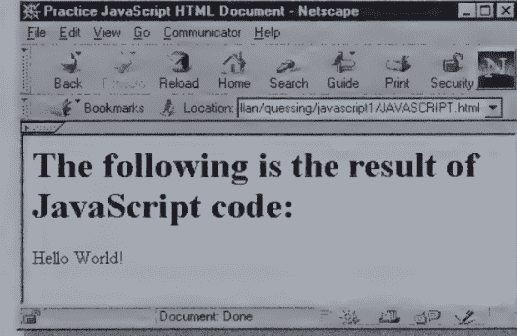 Practice JavaScript HTML Document - Netscape
File Edit View Go Communicator Help
Back Reload Home Search Guide Print Security
N
Bookmarks Location: llan/quessing/javascript1/JAVASCRIPT.html
The following is the result of
JavaScript code:
Hello World!
Document: Done